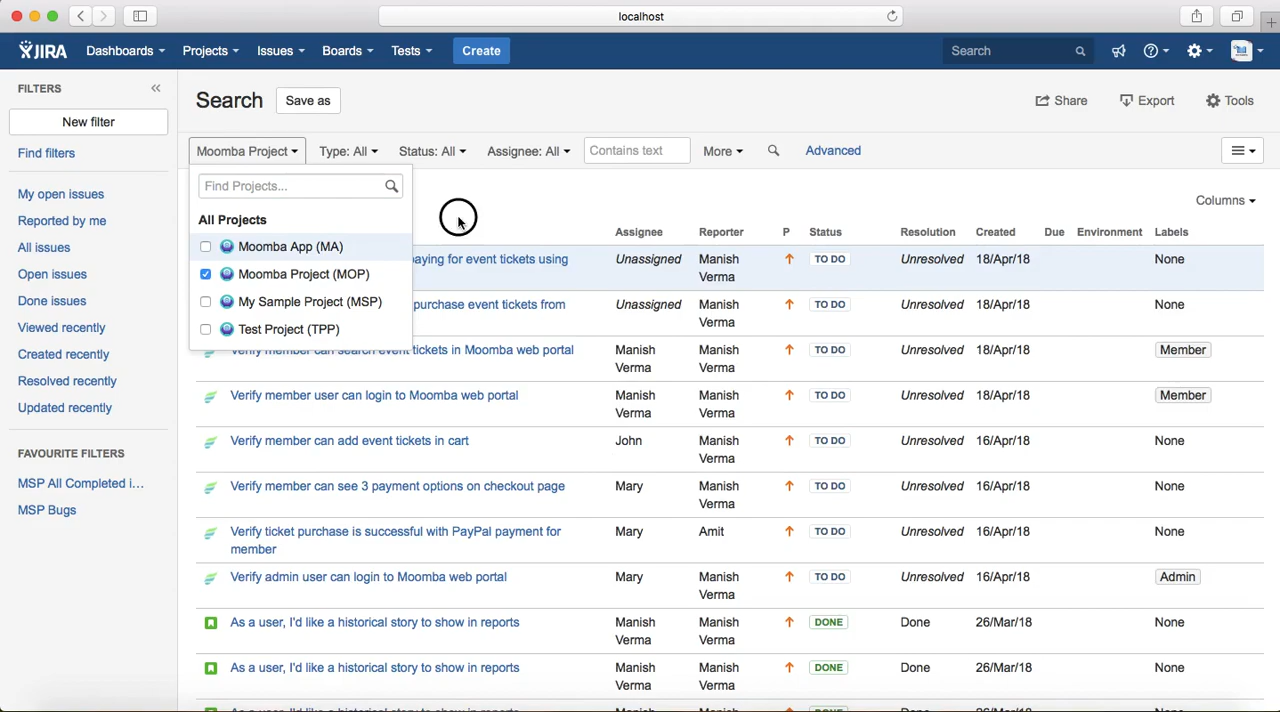 localhost
JIRA Dashboards Projects Issues Boards Tests Create Search
FILTERS
New filter
Find filters
My open issues
Reported by me
All issues
Open issues
Done issues
Viewed recently
Created recently
Resolved recently
Updated recently
FAVOURITE FILTERS
MSP All Completed i...
MSP Bugs
Search Save as Share Export Tools
Moomba Project Type: All Status: All Assignee: All Contains text More Advanced
Find Projects...
All Projects
Moomba App (MA)
Moomba Project (MOP)
My Sample Project (MSP)
Test Project (TPP)
Columns
Assignee Reporter P Status Resolution Created Due Environment Labels
paying for event tickets using Unassigned Manish TO DO Unresolved 18/Apr/18 None
Verma
purchase event tickets from Unassigned Manish TO DO Unresolved 18/Apr/18 None
Verma
Verify member can search event tickets in Moomba web portal Manish Manish TO DO Unresolved 18/Apr/18 Member
Verma Verma
Verify member user can login to Moomba web portal Manish Manish TO DO Unresolved 18/Apr/18 Member
Verma Verma
Verify member can add event tickets in cart John Manish TO DO Unresolved 16/Apr/18 None
Verma
Verify member can see 3 payment options on checkout page Mary Manish TO DO Unresolved 16/Apr/18 None
Verma
Verify ticket purchase is successful with PayPal payment for Mary Amit TO DO Unresolved 16/Apr/18 None
member
Verify admin user can login to Moomba web portal Mary Manish TO DO Unresolved 16/Apr/18 Admin
Verma
As a user, I'd like a historical story to show in reports Manish Manish DONE Done 26/Mar/18 None
Verma Verma
As a user, I'd like a historical story to show in reports Manish Manish DONE Done 26/Mar/18 None
Verma Verma